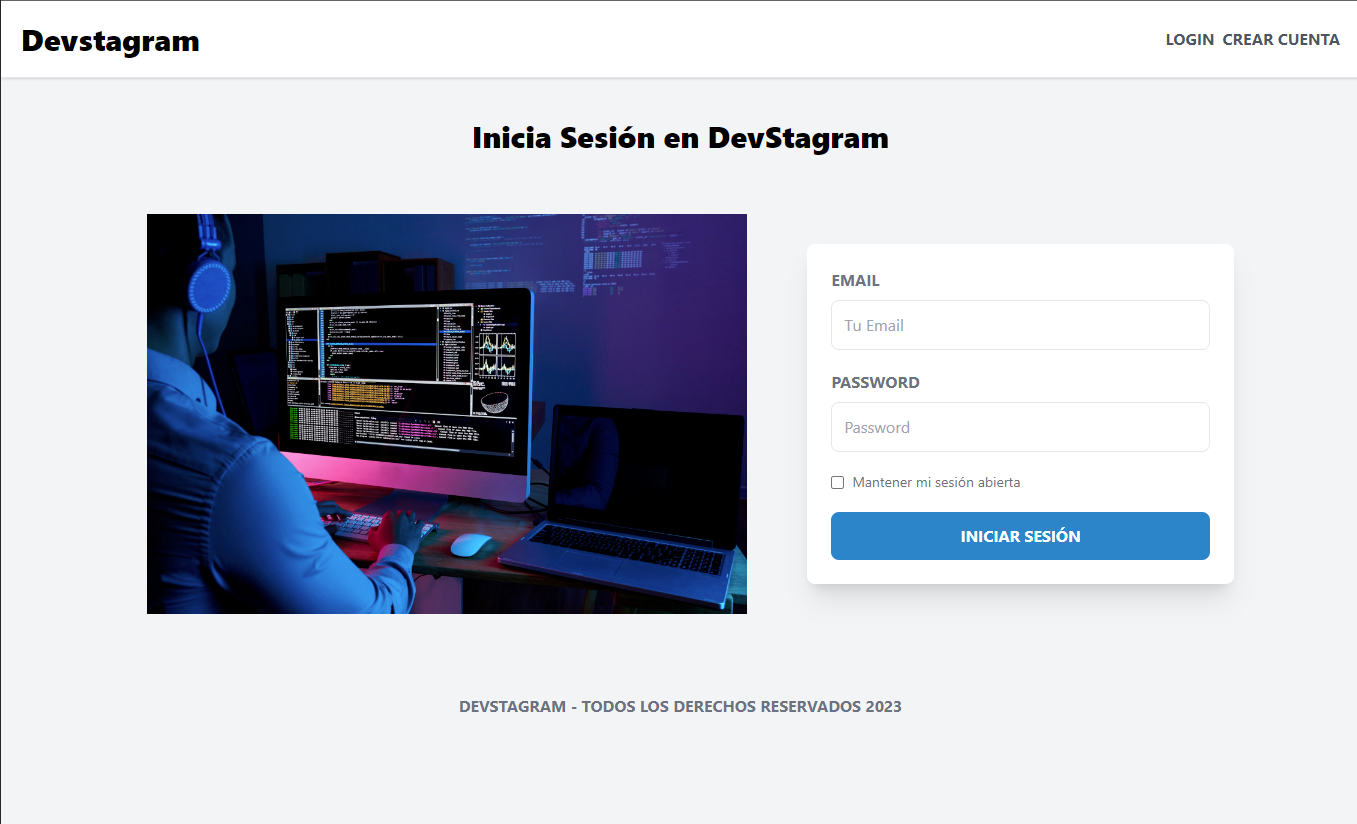 Devstagram
LOGIN CREAR CUENTA
Inicia Sesión en DevStagram
EMAIL
Tu Email
PASSWORD
Password
Mantener mi sesión abierta
INICIAR SESIÓN
DEVSTAGRAM - TODOS LOS DERECHOS RESERVADOS 2023